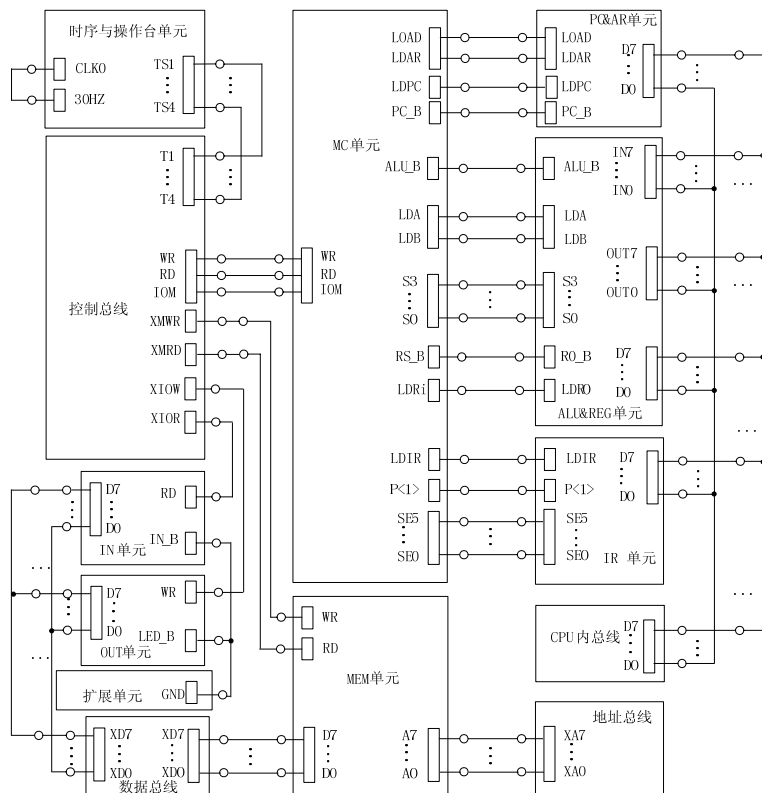 时序与操作台单元
CLK0
30HZ
TS1
TS4
T1
T4
WR
RD
IOM
控制总线
XMWR
XMRD
XIOW
XIOR
D7
D0
RD
IN_B
IN 单元
...
D7
D0
WR
LED_B
OUT单元
...
扩展单元
GND
XD7
XD0
XD7
XD0
数据总线
MC单元
WR
RD
IOM
LOAD
LDAR
LDPC
PC_B
ALU_B
LDA
LDB
S3
S0
RS_B
LDRi
LDIR
P<1>
SE5
SE0
WR
RD
MEM单元
D7
D0
A7
A0
PC&AR单元
LOAD
LDAR
LDPC
PC_B
D7
D0
ALU_B
IN7
IN0
...
LDA
LDB
OUT7
OUT0
...
S3
S0
RO_B
LDR0
D7
D0
ALU&REG单元
...
LDIR
P<1>
SE5
SE0
D7
D0
IR 单元
...
CPU内总线
D7
D0
地址总线
XA7
XA0